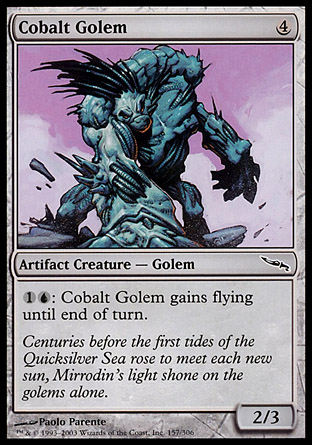 Cobalt Golem 4
Artifact Creature — Golem
1: Cobalt Golem gains flying
until end of turn.
Centuries before the first tides of the
Quicksilver Sea rose to meet each new
sun, Mirrodin's light shone on the
golems alone.
Paolo Parente
™ & © 1993–2003 Wizards of the Coast, Inc. 157/306
2/3